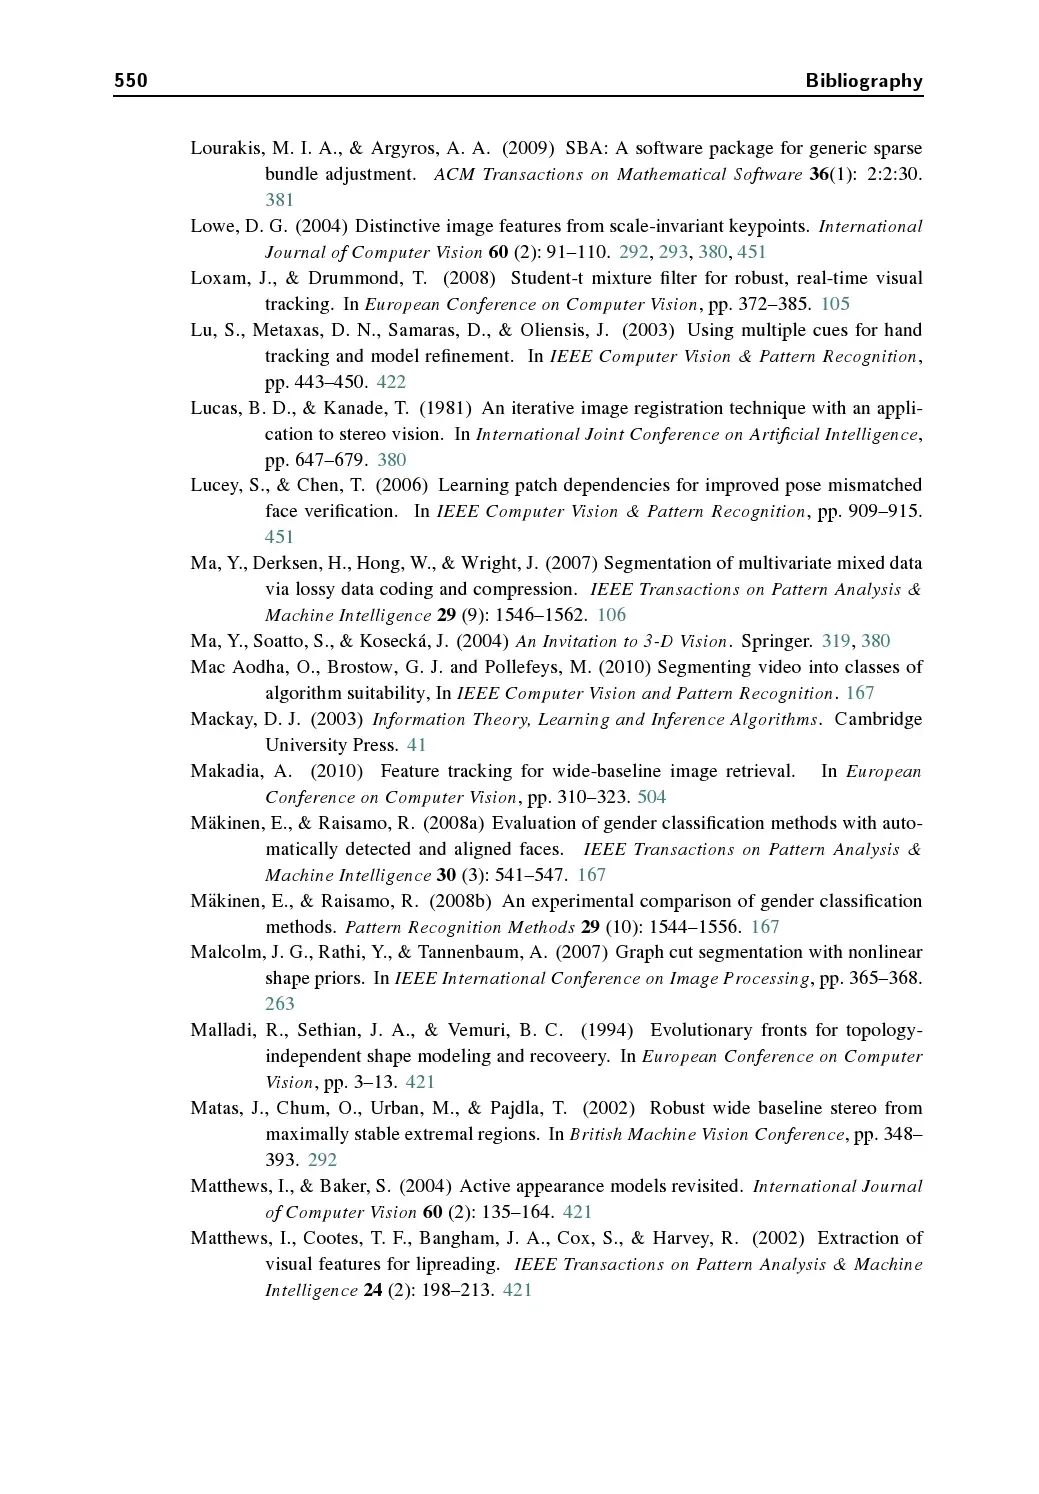 550 Bibliography
Lourakis, M. I. A., & Argyros, A. A. (2009) SBA: A software package for generic sparse
bundle adjustment. ACM Transactions on Mathematical Software 36(1): 2:2:30.
381
Lowe, D. G. (2004) Distinctive image features from scale-invariant keypoints. International
Journal of Computer Vision 60 (2): 91–110. 292, 293, 380, 451
Loxam, J., & Drummond, T. (2008) Student-t mixture filter for robust, real-time visual
tracking. In European Conference on Computer Vision, pp. 372–385. 105
Lu, S., Metaxas, D. N., Samaras, D., & Oliensis, J. (2003) Using multiple cues for hand
tracking and model refinement. In IEEE Computer Vision & Pattern Recognition,
pp. 443–450. 422
Lucas, B. D., & Kanade, T. (1981) An iterative image registration technique with an appli-
cation to stereo vision. In International Joint Conference on Artificial Intelligence,
pp. 647–679. 380
Lucey, S., & Chen, T. (2006) Learning patch dependencies for improved pose mismatched
face verification. In IEEE Computer Vision & Pattern Recognition, pp. 909–915.
451
Ma, Y., Derksen, H., Hong, W., & Wright, J. (2007) Segmentation of multivariate mixed data
via lossy data coding and compression. IEEE Transactions on Pattern Analysis &
Machine Intelligence 29 (9): 1546–1562. 106
Ma, Y., Soatto, S., & Kosecká, J. (2004) An Invitation to 3-D Vision. Springer. 319, 380
Mac Aodha, O., Brostow, G. J. and Pollefeys, M. (2010) Segmenting video into classes of
algorithm suitability, In IEEE Computer Vision and Pattern Recognition. 167
Mackay, D. J. (2003) Information Theory, Learning and Inference Algorithms. Cambridge
University Press. 41
Makadia, A. (2010) Feature tracking for wide-baseline image retrieval. In European
Conference on Computer Vision, pp. 310–323. 504
Mäkinen, E., & Raisamo, R. (2008a) Evaluation of gender classification methods with auto-
matically detected and aligned faces. IEEE Transactions on Pattern Analysis &
Machine Intelligence 30 (3): 541–547. 167
Mäkinen, E., & Raisamo, R. (2008b) An experimental comparison of gender classification
methods. Pattern Recognition Methods 29 (10): 1544–1556. 167
Malcolm, J. G., Rathi, Y., & Tannenbaum, A. (2007) Graph cut segmentation with nonlinear
shape priors. In IEEE International Conference on Image Processing, pp. 365–368.
263
Malladi, R., Sethian, J. A., & Vemuri, B. C. (1994) Evolutionary fronts for topology-
independent shape modeling and recoveery. In European Conference on Computer
Vision, pp. 3–13. 421
Matas, J., Chum, O., Urban, M., & Pajdla, T. (2002) Robust wide baseline stereo from
maximally stable extremal regions. In British Machine Vision Conference, pp. 348–
393. 292
Matthews, I., & Baker, S. (2004) Active appearance models revisited. International Journal
of Computer Vision 60 (2): 135–164. 421
Matthews, I., Cootes, T. F., Bangham, J. A., Cox, S., & Harvey, R. (2002) Extraction of
visual features for lipreading. IEEE Transactions on Pattern Analysis & Machine
Intelligence 24 (2): 198–213. 421